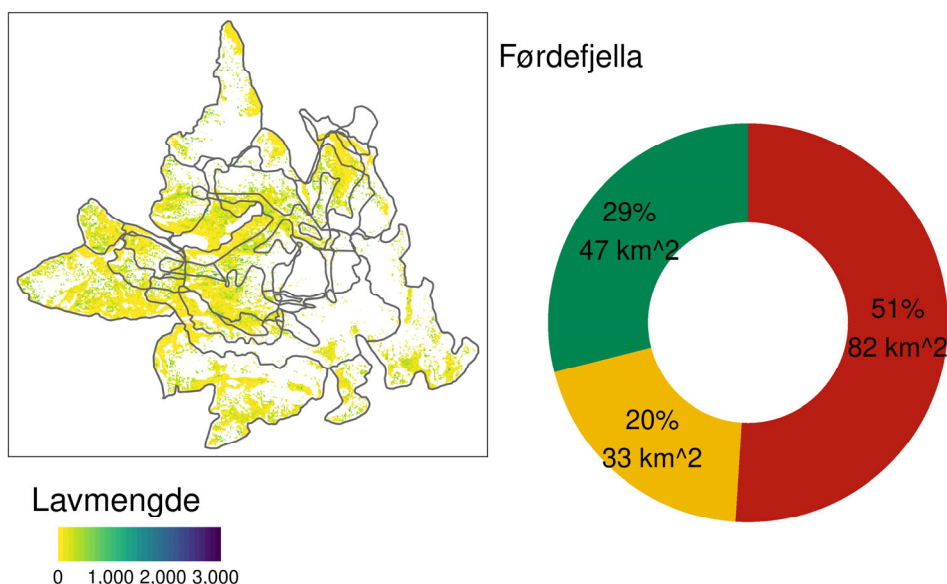 Førdefjella
29%
47 km^2
51%
82 km^2
20%
33 km^2
Lavmengde
0 1,000 2,000 3,000